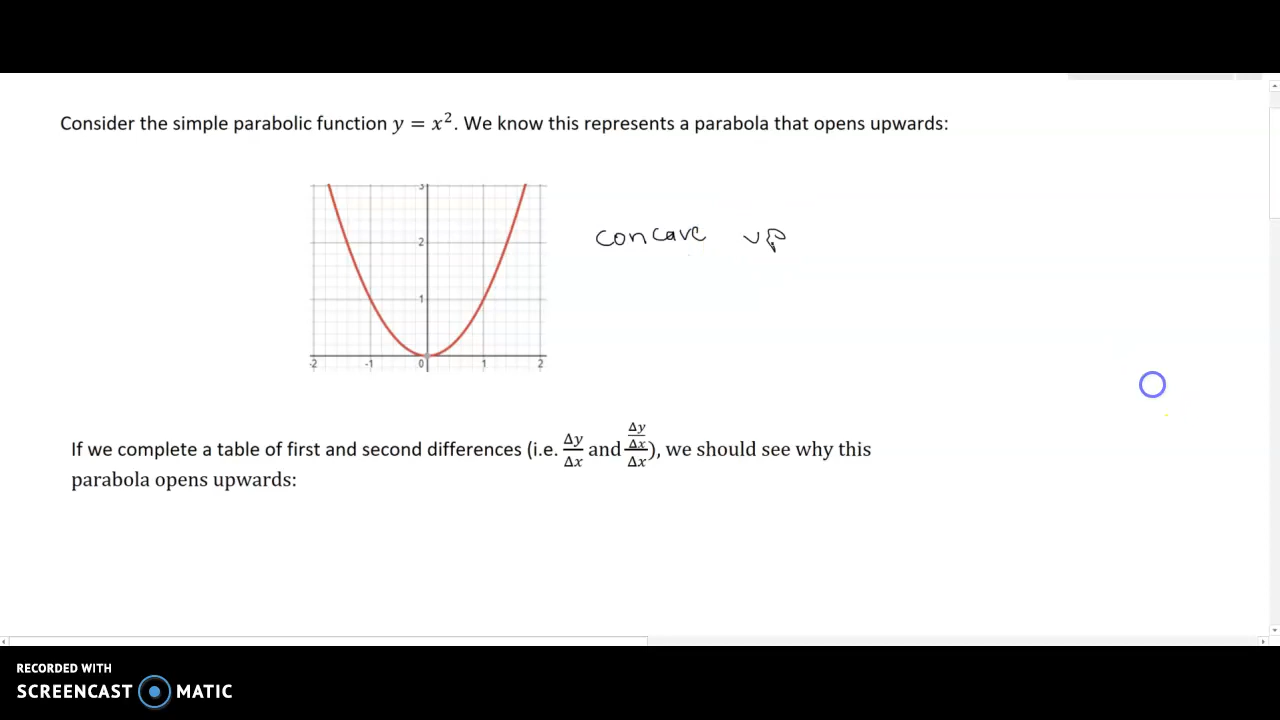 Consider the simple parabolic function y = x². We know this represents a parabola that opens upwards:
3
2
1
-2 -1 0 1 2
concave up
If we complete a table of first and second differences (i.e. Δy/Δx and (Δy/Δx)/Δx), we should see why this
parabola opens upwards:
RECORDED WITH
SCREENCAST MATIC